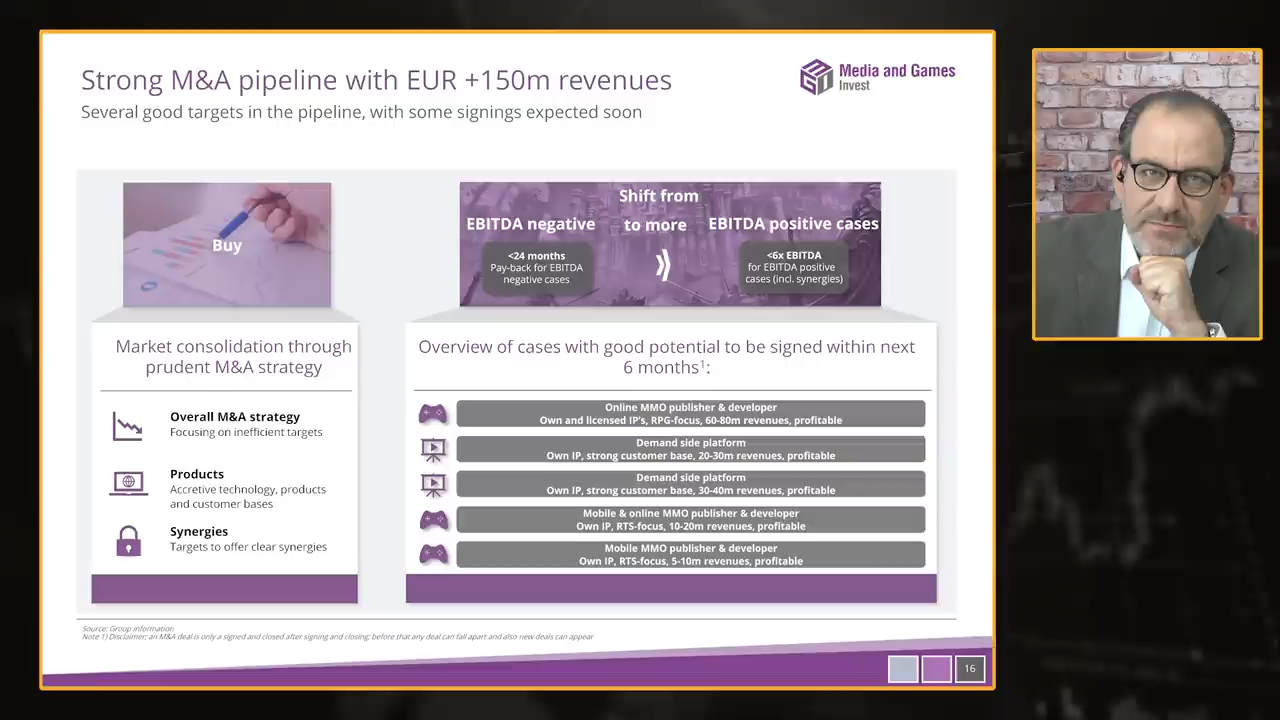 Strong M&A pipeline with EUR +150m revenues
Several good targets in the pipeline, with some signings expected soon
Media and Games
Invest
Buy
Shift from
EBITDA negative to more EBITDA positive cases
<24 months
Pay-back for EBITDA
negative cases
<6x EBITDA
for EBITDA positive
cases (incl. synergies)
Market consolidation through
prudent M&A strategy
Overall M&A strategy
Focusing on inefficient targets
Products
Accretive technology, products
and customer bases
Synergies
Targets to offer clear synergies
Overview of cases with good potential to be signed within next
6 months¹:
Online MMO publisher & developer
Own and licensed IP's, RPG-focus, 60-80m revenues, profitable
Demand side platform
Own IP, strong customer base, 20-30m revenues, profitable
Demand side platform
Own IP, strong customer base, 30-40m revenues, profitable
Mobile & online MMO publisher & developer
Own IP, RTS-focus, 10-20m revenues, profitable
Mobile MMO publisher & developer
Own IP, RTS-focus, 5-10m revenues, profitable
Source: Group information
Note 1) Disclaimer: an M&A deal is only a signed and closed after signing and closing; before that any deal can fall apart and also new deals can appear
16